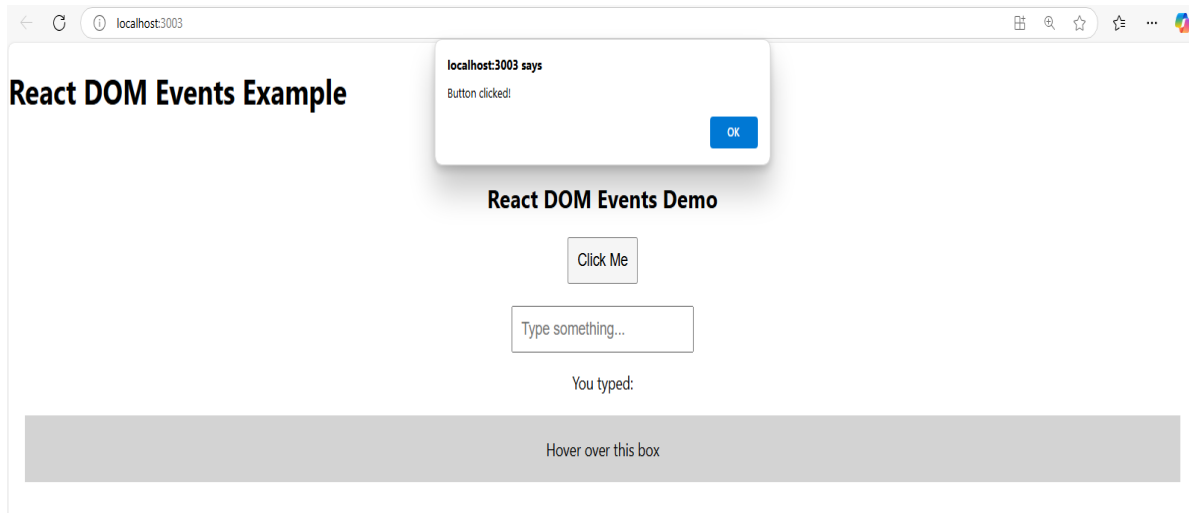 localhost:3003
localhost:3003 says
Button clicked!
OK
React DOM Events Example
React DOM Events Demo
Click Me
Type something...
You typed:
Hover over this box